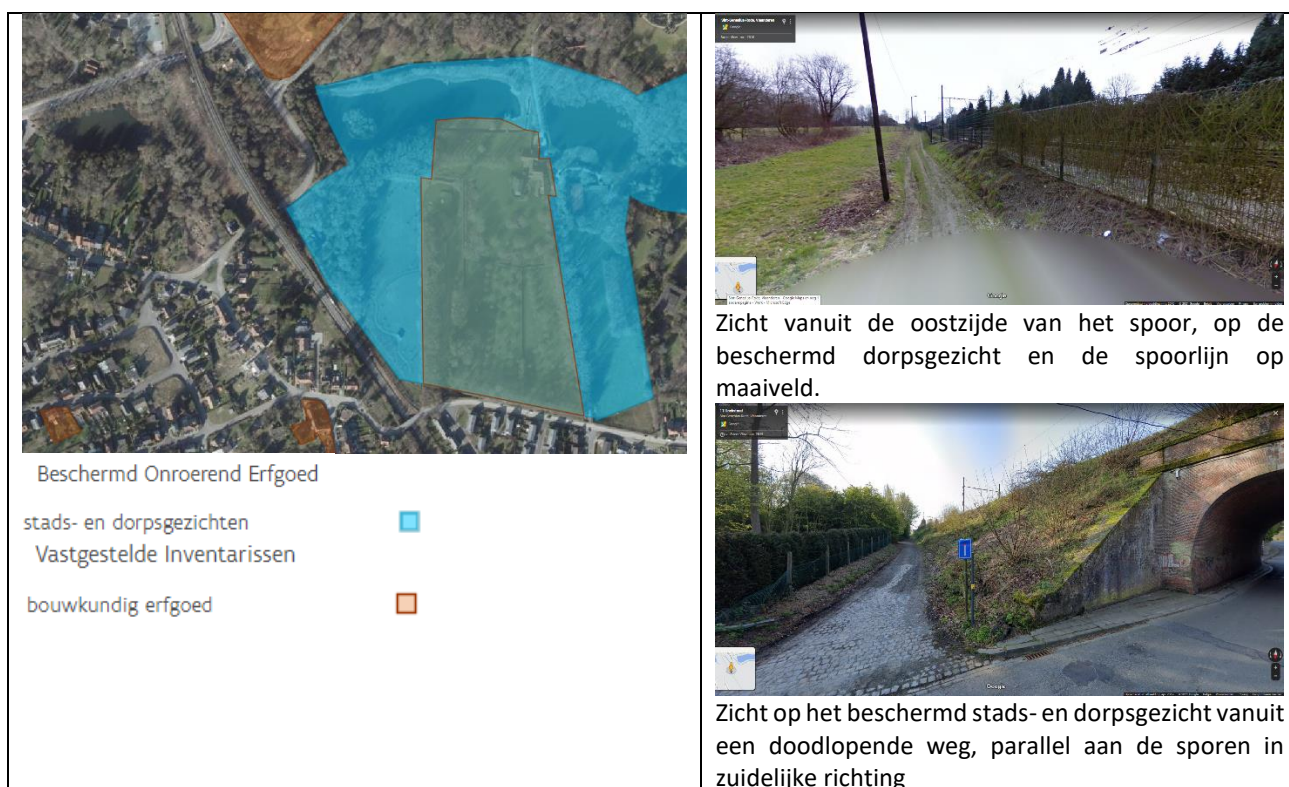 Beschermd Onroerend Erfgoed
stads- en dorpsgezichten
Vastgestelde Inventarissen
bouwkundig erfgoed
Google
Zicht vanuit de oostzijde van het spoor, op de
beschermd dorpsgezicht en de spoorlijn op
maaiveld.
Google
Zicht op het beschermd stads- en dorpsgezicht vanuit
een doodlopende weg, parallel aan de sporen in
zuidelijke richting